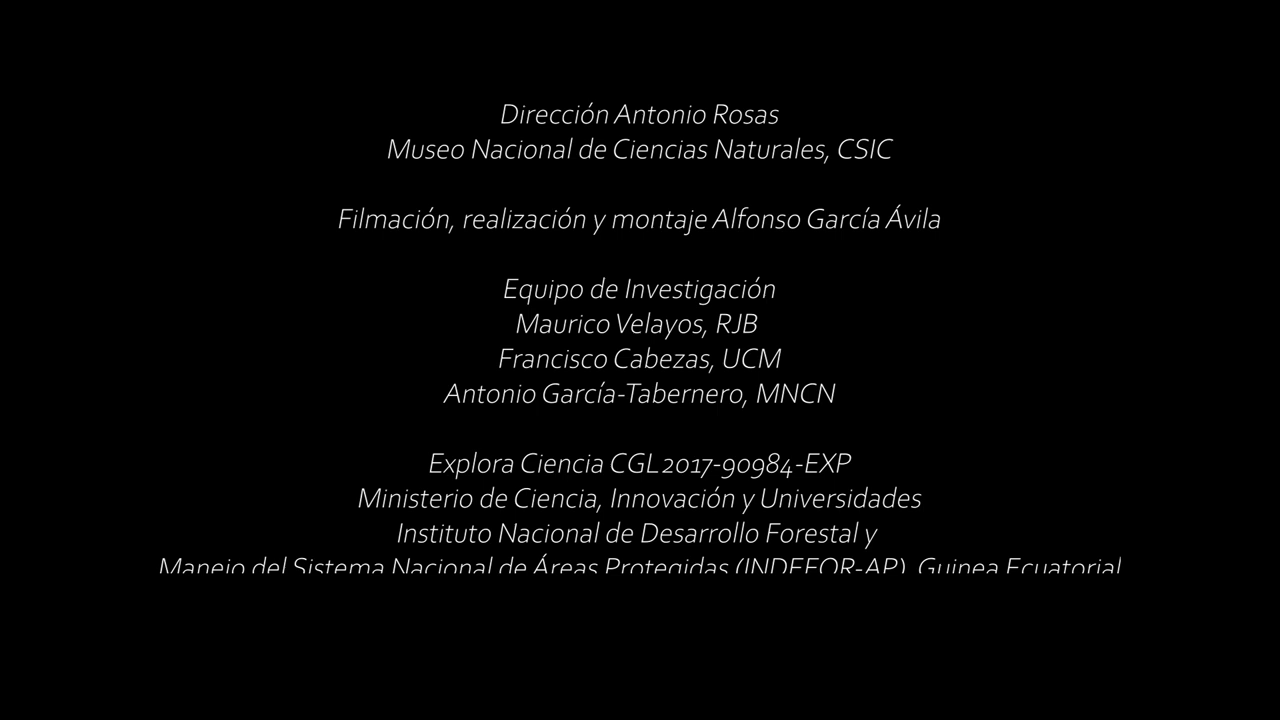 Dirección Antonio Rosas
Museo Nacional de Ciencias Naturales, CSIC
Filmación, realización y montaje Alfonso García Ávila
Equipo de Investigación
Maurico Velayos, RJB
Francisco Cabezas, UCM
Antonio García-Tabernero, MNCN
Explora Ciencia CGL2017-90984-EXP
Ministerio de Ciencia, Innovación y Universidades
Instituto Nacional de Desarrollo Forestal y
Manejo del Sistema Nacional de Áreas Protegidas (INDEFOR-AP), Guinea Ecuatorial